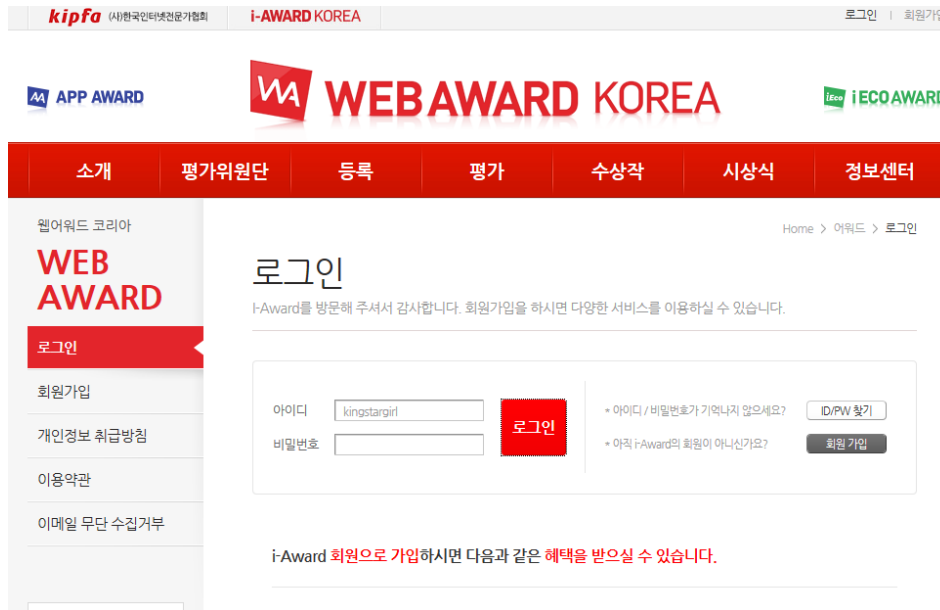 kipfa (사)한국인터넷전문가협회 i-AWARD KOREA 로그인 | 회원가입
AA APP AWARD WA WEB AWARD KOREA iEco iECO AWARD
소개 평가위원단 등록 평가 수상작 시상식 정보센터
웹어워드 코리아
WEB
AWARD
Home > 어워드 > 로그인
로그인
I-Award를 방문해 주셔서 감사합니다. 회원가입을 하시면 다양한 서비스를 이용하실 수 있습니다.
로그인
회원가입
개인정보 취급방침
이용약관
이메일 무단 수집거부
아이디 kingstargirl
비밀번호
로그인
* 아이디 / 비밀번호가 기억나지 않으세요? ID/PW 찾기
* 아직 i-Award의 회원이 아니신가요? 회원 가입
i-Award 회원으로 가입하시면 다음과 같은 혜택을 받으실 수 있습니다.